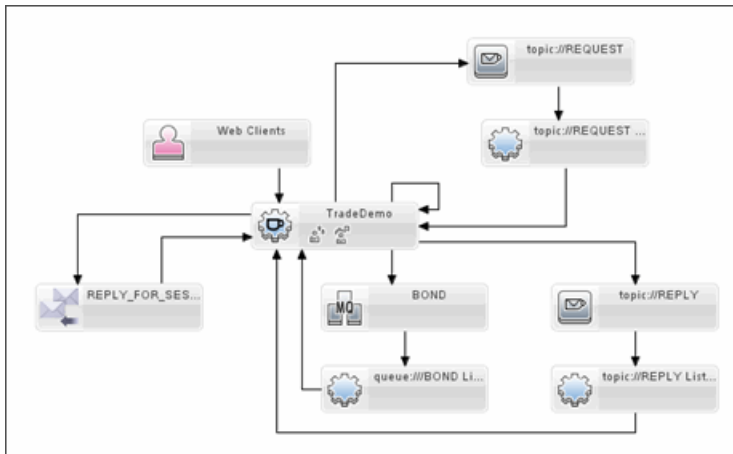 topic://REQUEST
Web Clients
topic://REQUEST ...
TradeDemo
REPLY_FOR_SES...
MQ
BOND
topic://REPLY
queue:///BOND Li...
topic://REPLY List...